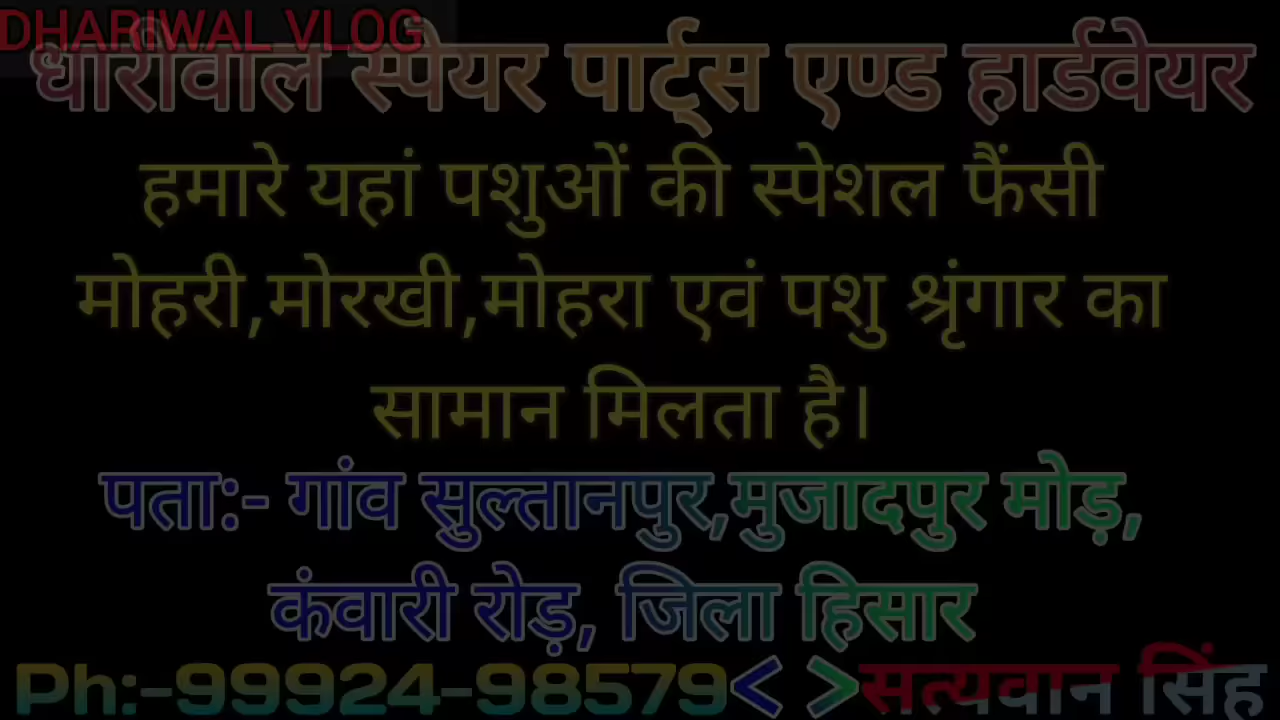 DHARIWAL VLOG
धारीवाल स्पेयर पार्ट्स एण्ड हार्डवेयर
हमारे यहां पशुओं की स्पेशल फैंसी
मोहरी,मोरखी,मोहरा एवं पशु श्रृंगार का
सामान मिलता है।
पता:- गांव सुल्तानपुर,मुजादपुर मोड़,
कंवारी रोड़, जिला हिसार
Ph:-99924-98579< >सत्यवान सिंह